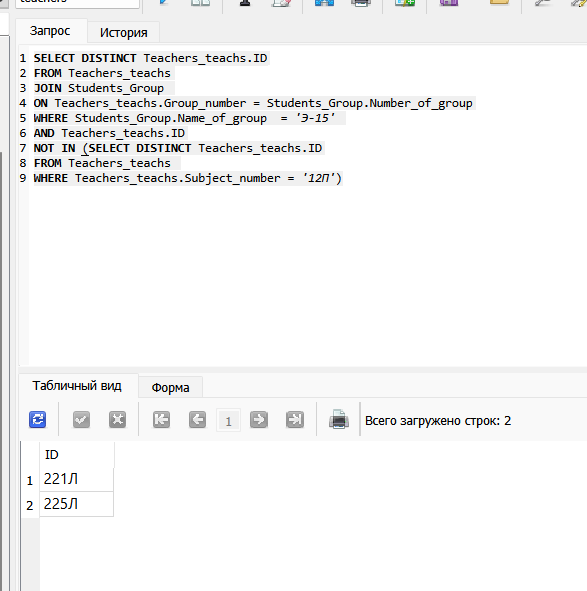 teachers
Запрос История
1 SELECT DISTINCT Teachers_teachs.ID
2 FROM Teachers_teachs
3 JOIN Students_Group
4 ON Teachers_teachs.Group_number = Students_Group.Number_of_group
5 WHERE Students_Group.Name_of_group = 'Э-15'
6 AND Teachers_teachs.ID
7 NOT IN (SELECT DISTINCT Teachers_teachs.ID
8 FROM Teachers_teachs
9 WHERE Teachers_teachs.Subject_number = '12П')
Табличный вид Форма
1 Всего загружено строк: 2
ID
1 221Л
2 225Л